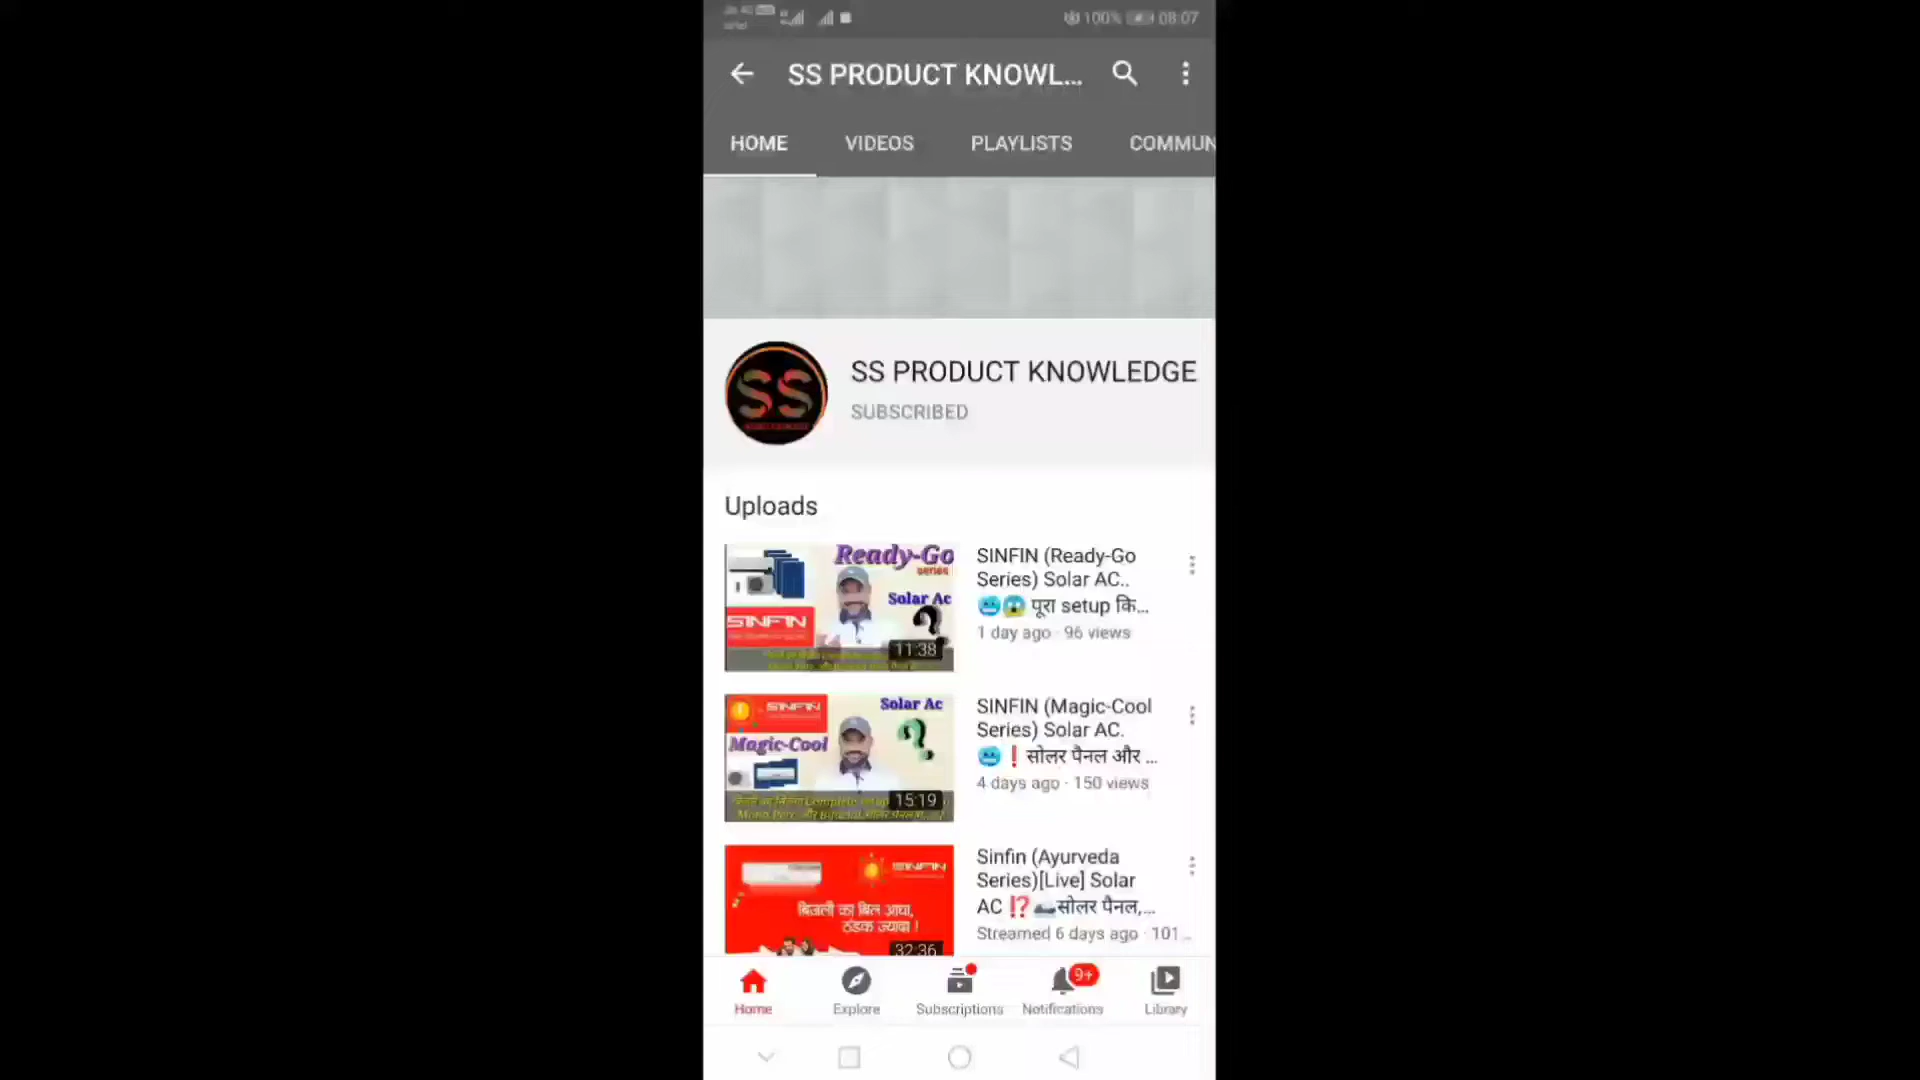 100% 08:07
SS PRODUCT KNOWL...
HOME VIDEOS PLAYLISTS COMMUN
SS PRODUCT KNOWLEDGE
SUBSCRIBED
Uploads
Ready-Go
series
Solar Ac
SINFIN
11:38
SINFIN (Ready-Go
Series) Solar AC..
🥶😱 पूरा setup कि...
1 day ago · 96 views
SINFIN
Solar Ac
Magic-Cool
15:19
SINFIN (Magic-Cool
Series) Solar AC.
🥶❗सोलर पैनल और ...
4 days ago · 150 views
SINFIN
बिजली का बिल आधा,
ठंडक ज्यादा !
32:36
Sinfin (Ayurveda
Series)[Live] Solar
AC ⁉️सोलर पैनल,...
Streamed 6 days ago · 101...
9+
Home Explore Subscriptions Notifications Library